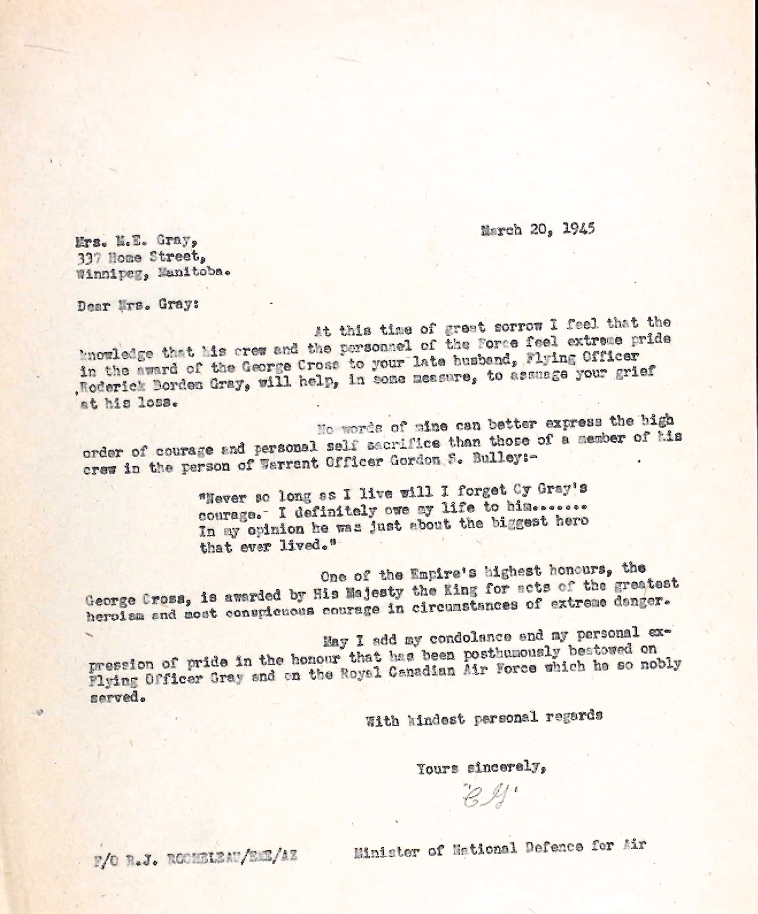 March 20, 1945
Mrs. M.E. Gray,
337 Home Street,
Winnipeg, Manitoba.
Dear Mrs. Gray:
At this time of great sorrow I feel that the
knowledge that his crew and the personnel of the Force feel extreme pride
in the award of the George Cross to your late husband, Flying Officer
Roderick Borden Gray, will help, in some measure, to assuage your grief
at his loss.
No words of mine can better express the high
order of courage and personal self sacrifice than those of a member of his
crew in the person of Warrant Officer Gordon S. Bulley:-
"Never so long as I live will I forget Cy Gray's
courage.- I definitely owe my life to him.......
In my opinion he was just about the biggest hero
that ever lived."
One of the Empire's highest honours, the
George Cross, is awarded by His Majesty the King for acts of the greatest
heroism and most conspicuous courage in circumstances of extreme danger.
May I add my condolance and my personal ex-
pression of pride in the honour that has been posthumously bestowed on
Flying Officer Gray and on the Royal Canadian Air Force which he so nobly
served.
With kindest personal regards
Yours sincerely,
"CG"
Minister of National Defence for Air
F/O R.J. ROCHELEAU/EME/AZ